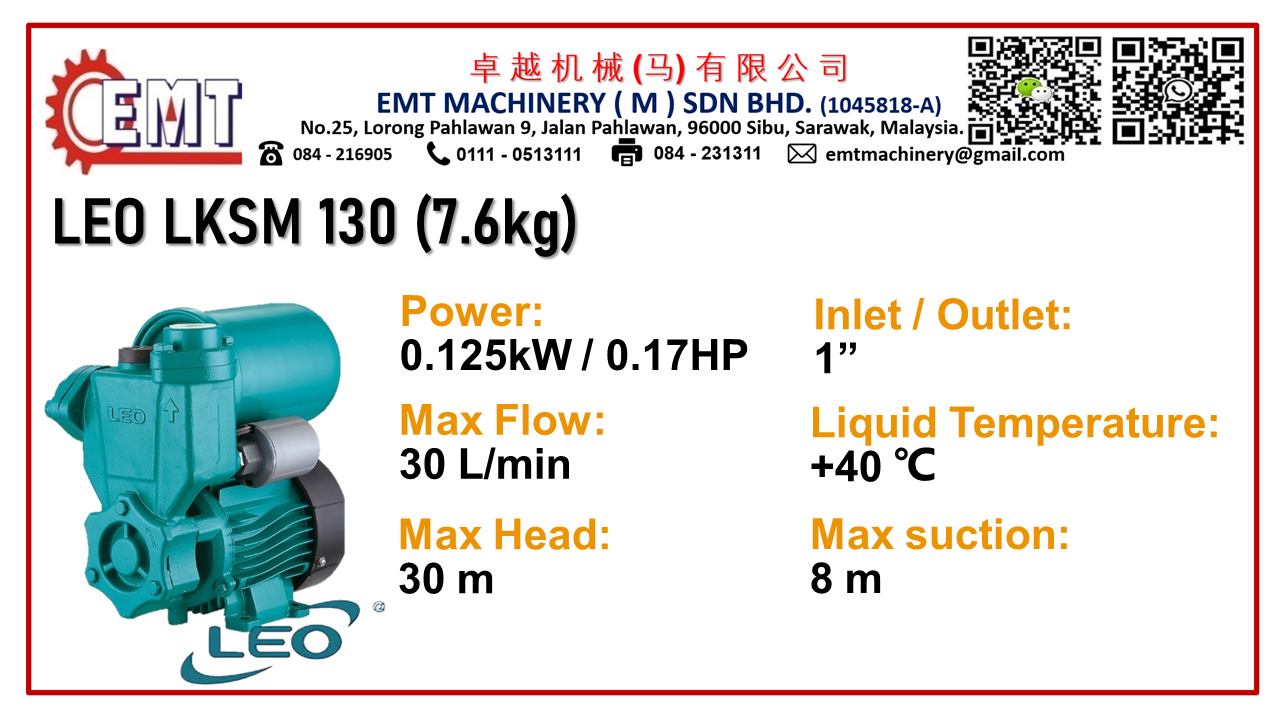 EMT
卓越机械(马)有限公司
EMT MACHINERY ( M ) SDN BHD. (1045818-A)
No.25, Lorong Pahlawan 9, Jalan Pahlawan, 96000 Sibu, Sarawak, Malaysia.
084 - 216905 0111 - 0513111 084 - 231311 emtmachinery@gmail.com
LEO LKSM 130 (7.6kg)
Power:
0.125kW / 0.17HP
Inlet / Outlet:
1”
Max Flow:
30 L/min
Liquid Temperature:
+40 ℃
Max Head:
30 m
Max suction:
8 m
LEO
LEO